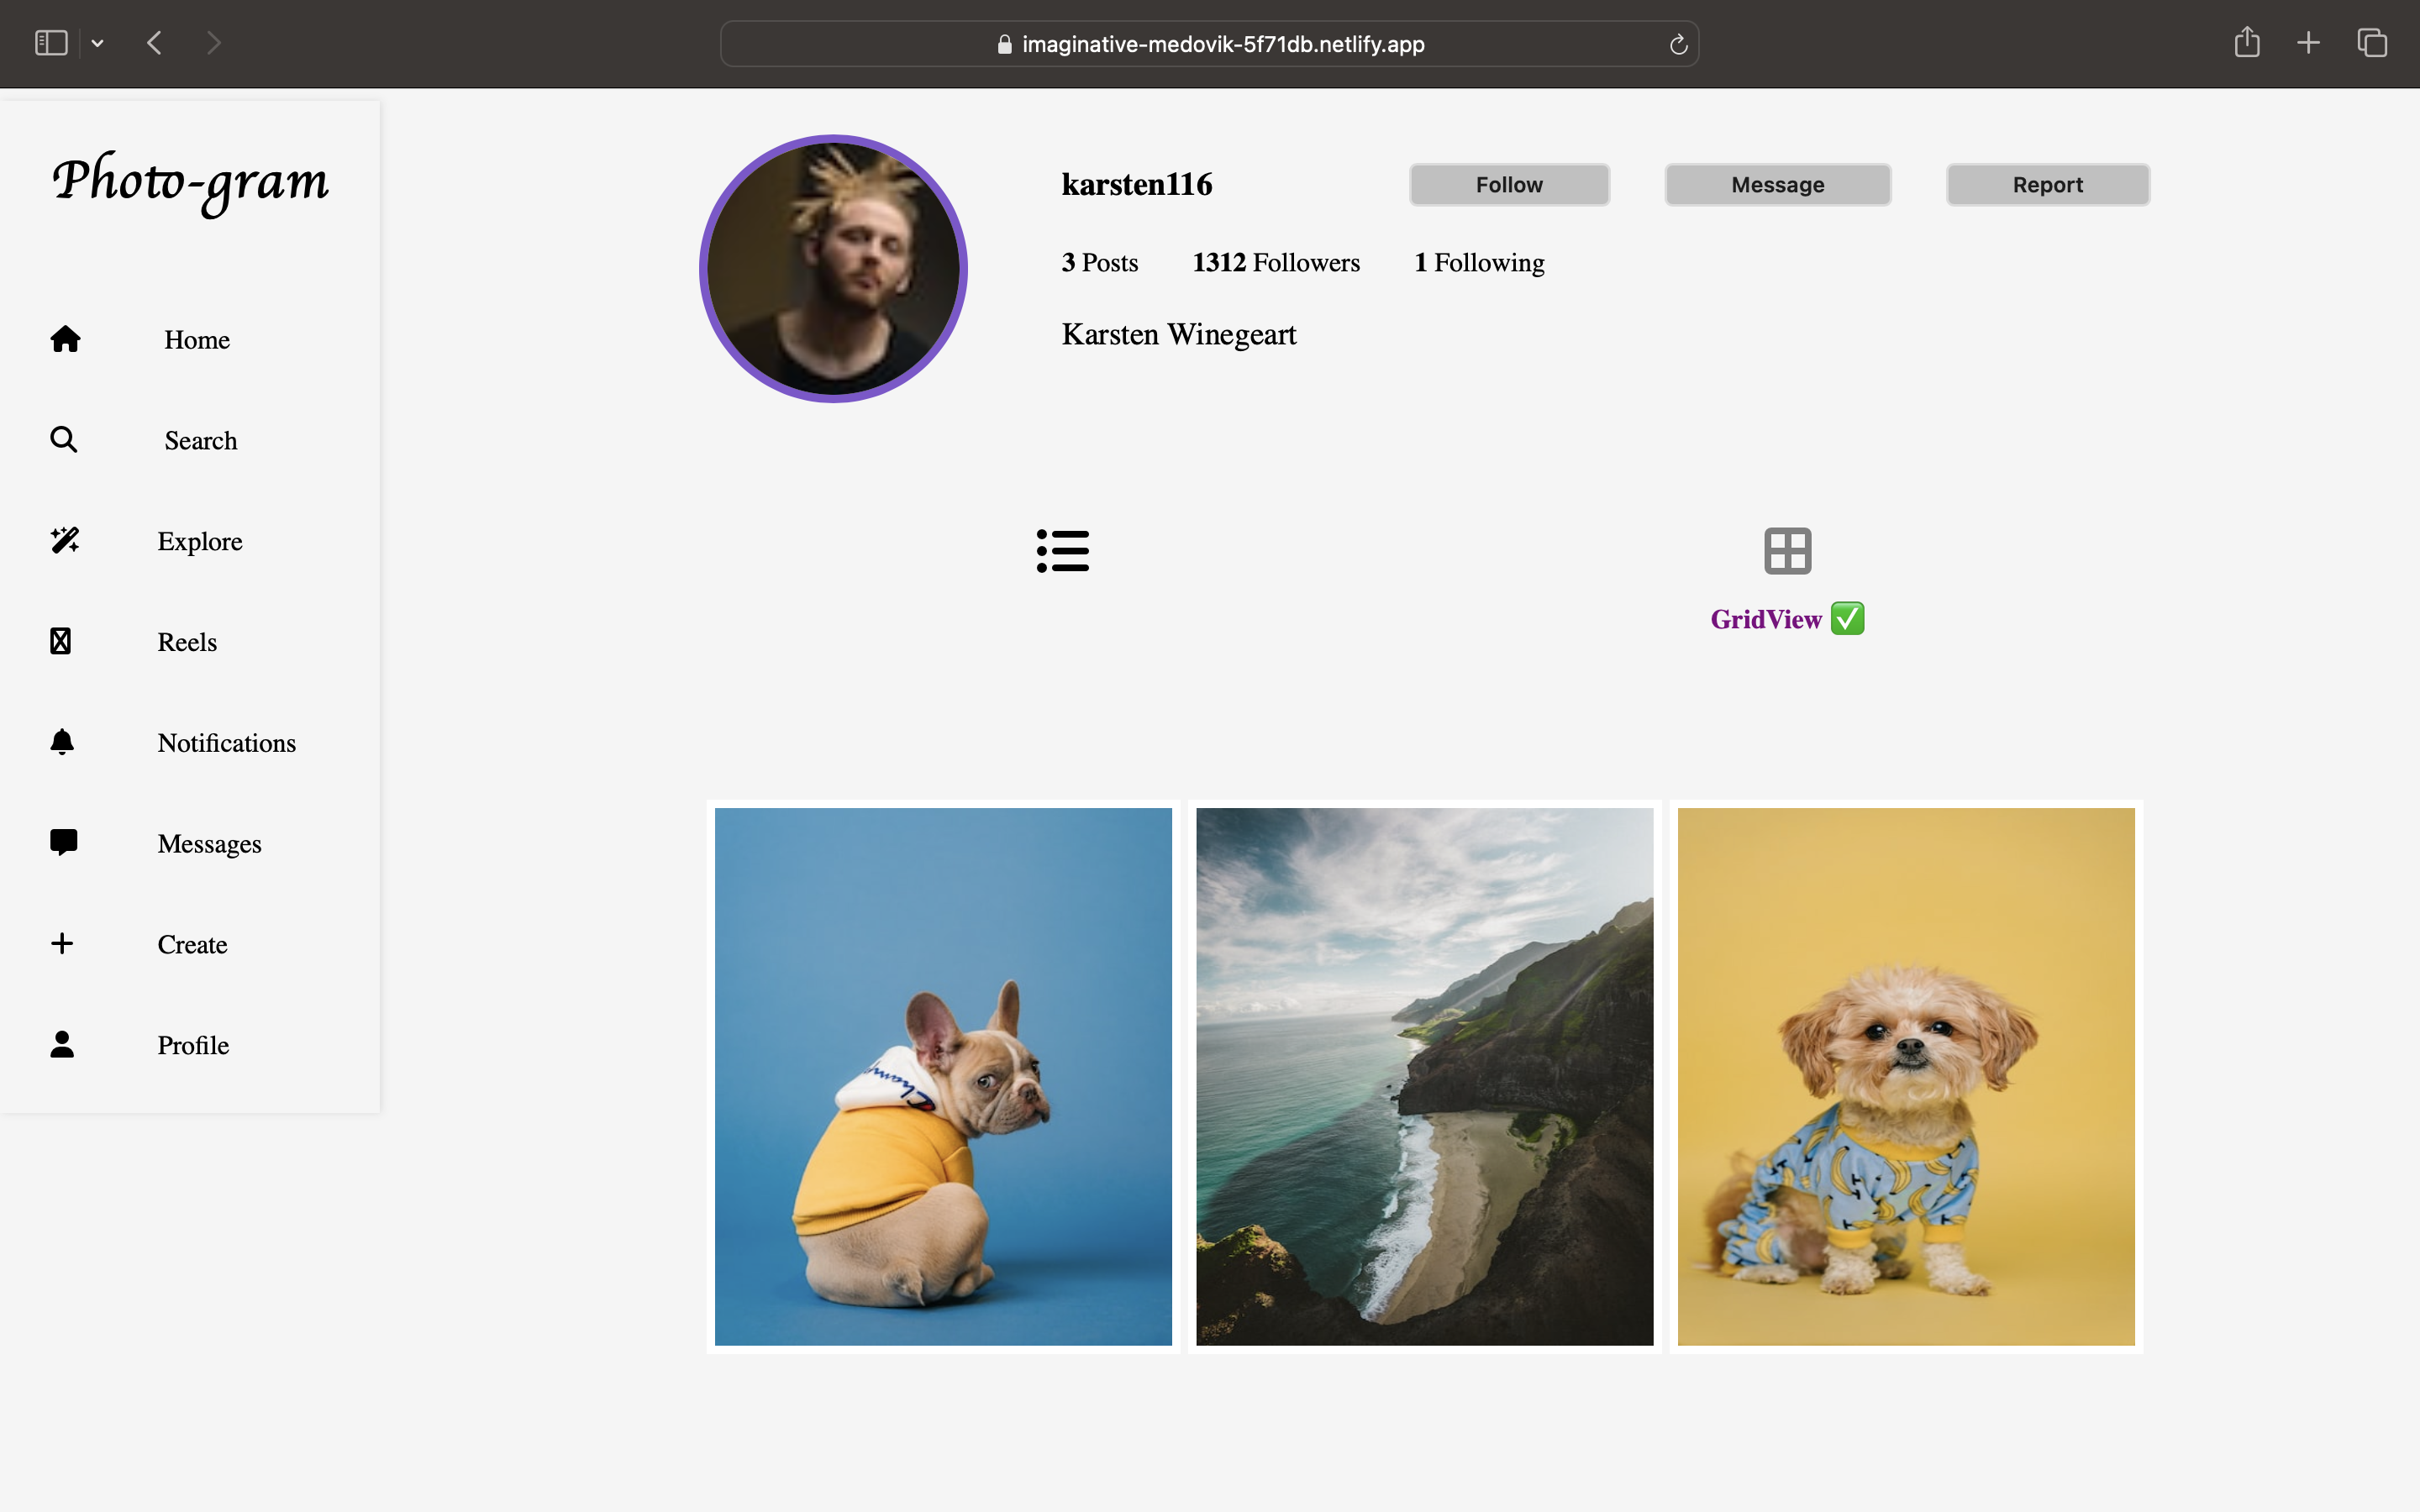 imaginative-medovik-5f71db.netlify.app
Photo-gram
Home
Search
Explore
Reels
Notifications
Messages
Create
Profile
karsten116
Follow
Message
Report
3 Posts 1312 Followers 1 Following
Karsten Winegeart
GridView ✅
Champ